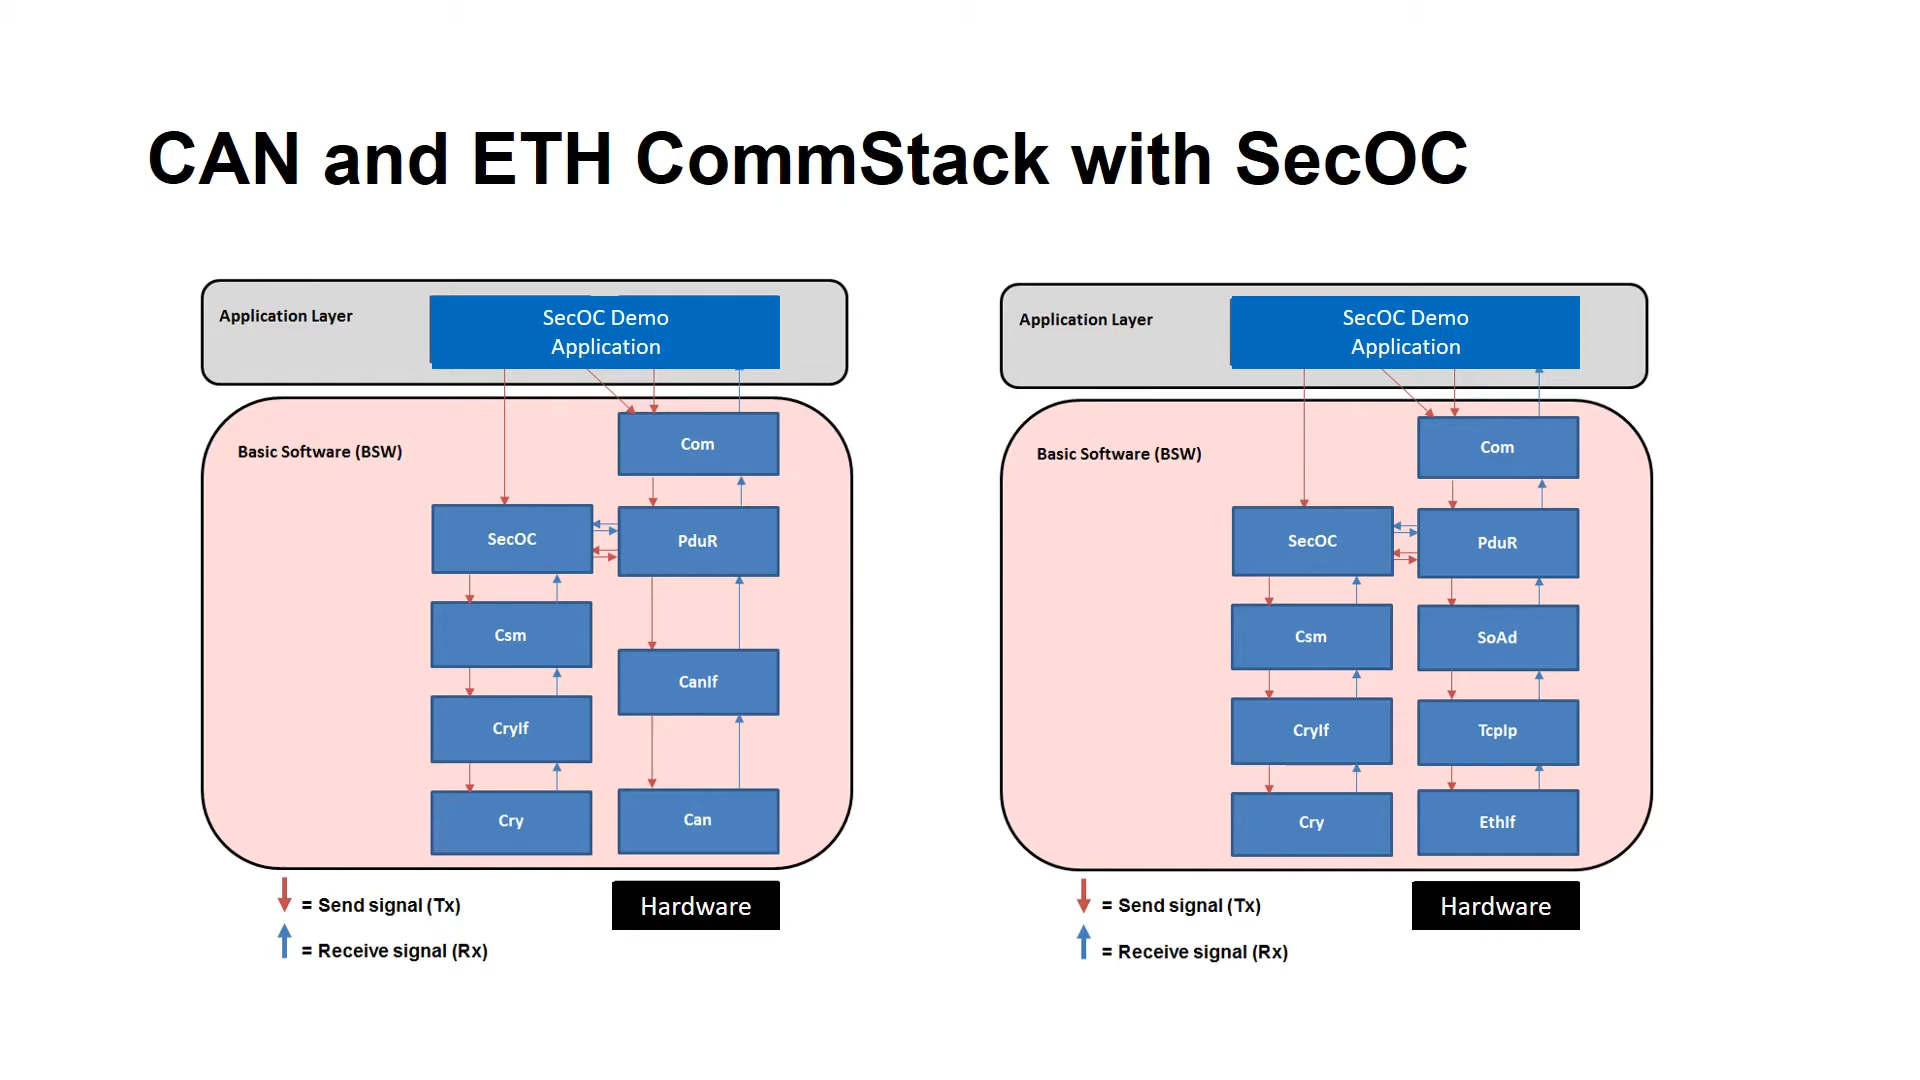 CAN and ETH CommStack with SecOC
Application Layer
SecOC Demo
Application
Basic Software (BSW)
Com
SecOC
PduR
Csm
CanIf
CryIf
Cry
Can
= Send signal (Tx)
= Receive signal (Rx)
Hardware
Application Layer
SecOC Demo
Application
Basic Software (BSW)
Com
SecOC
PduR
Csm
SoAd
CryIf
TcpIp
Cry
EthIf
= Send signal (Tx)
= Receive signal (Rx)
Hardware